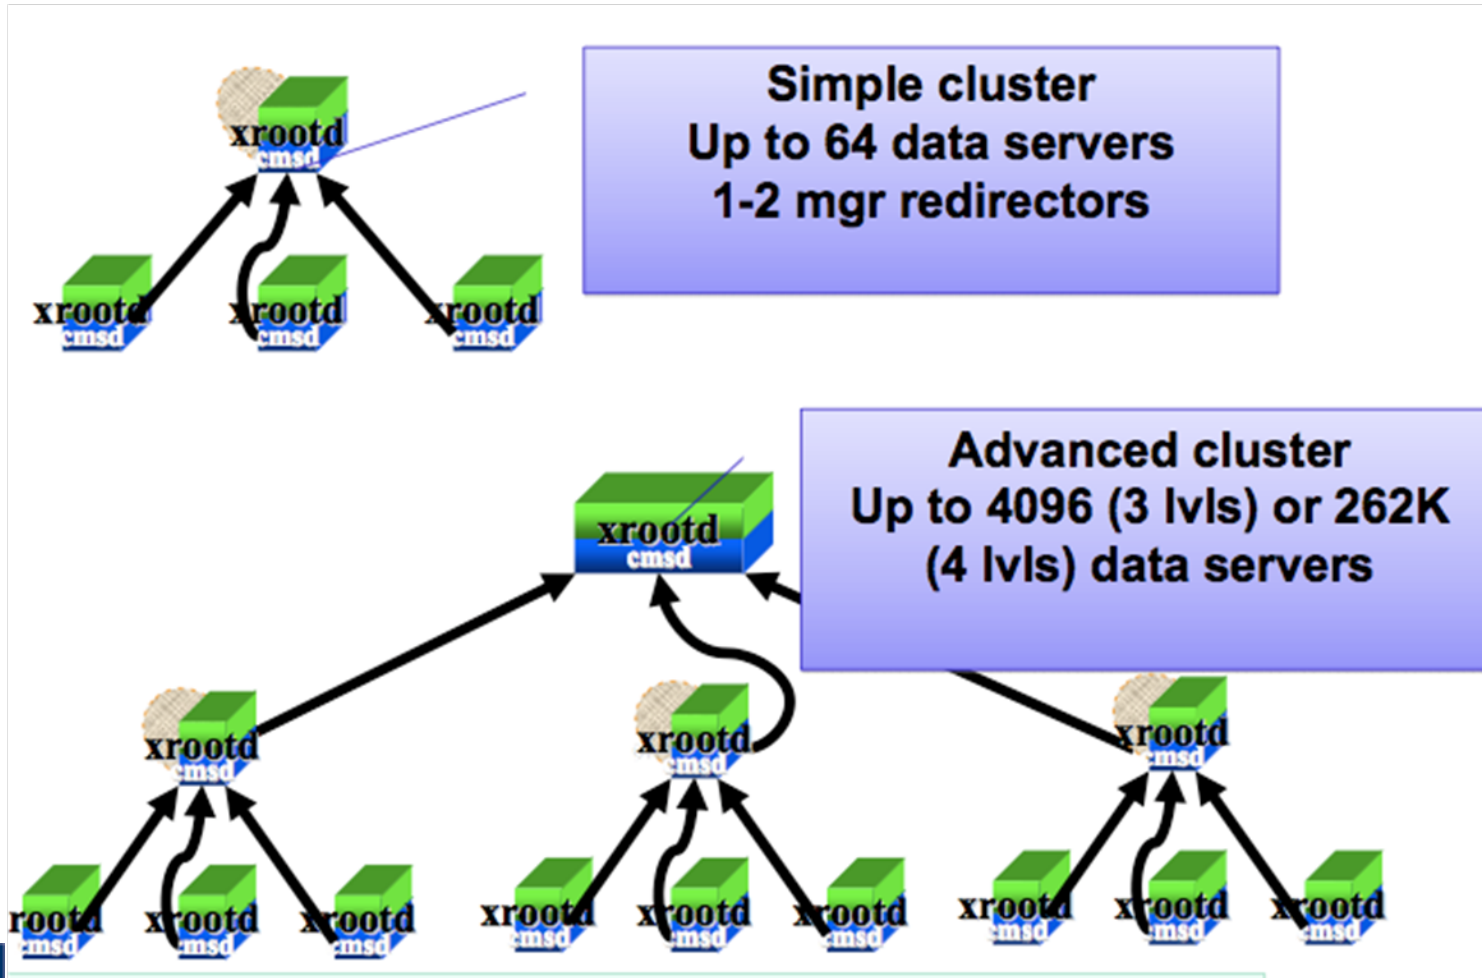 xrootd
cmsd
Simple cluster
Up to 64 data servers
1-2 mgr redirectors
xrootd xrootd xrootd
cmsd cmsd cmsd
Advanced cluster
Up to 4096 (3 lvls) or 262K
(4 lvls) data servers
xrootd
cmsd
xrootd xrootd xrootd
cmsd cmsd cmsd
rootd xrootd xrootd xrootd xrootd xrootd xrootd xrootd xrootd
cmsd cmsd cmsd cmsd cmsd cmsd cmsd cmsd cmsd